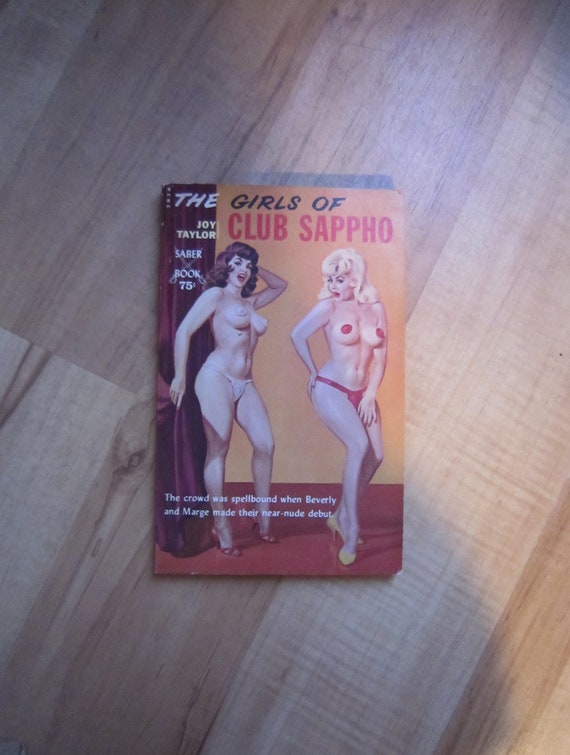 THE GIRLS OF
CLUB SAPPHO
JOY
TAYLOR
SABER
BOOK
75¢
The crowd was spellbound when Beverly
and Marge made their near-nude debut.